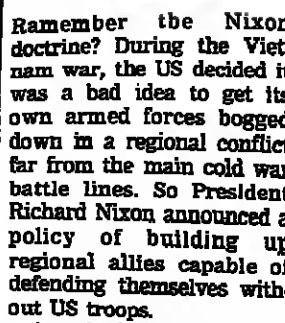 Ramember tbe Nixon
doctrine? During the Viet
nam war, the US decided it
was a bad idea to get its
own armed forces bogged
down in a regional conflict
far from the main cold war
battle lines. So President
Richard Nixon announced a
policy of building up
regional allies capable of
defending themselves with-
out US troops.